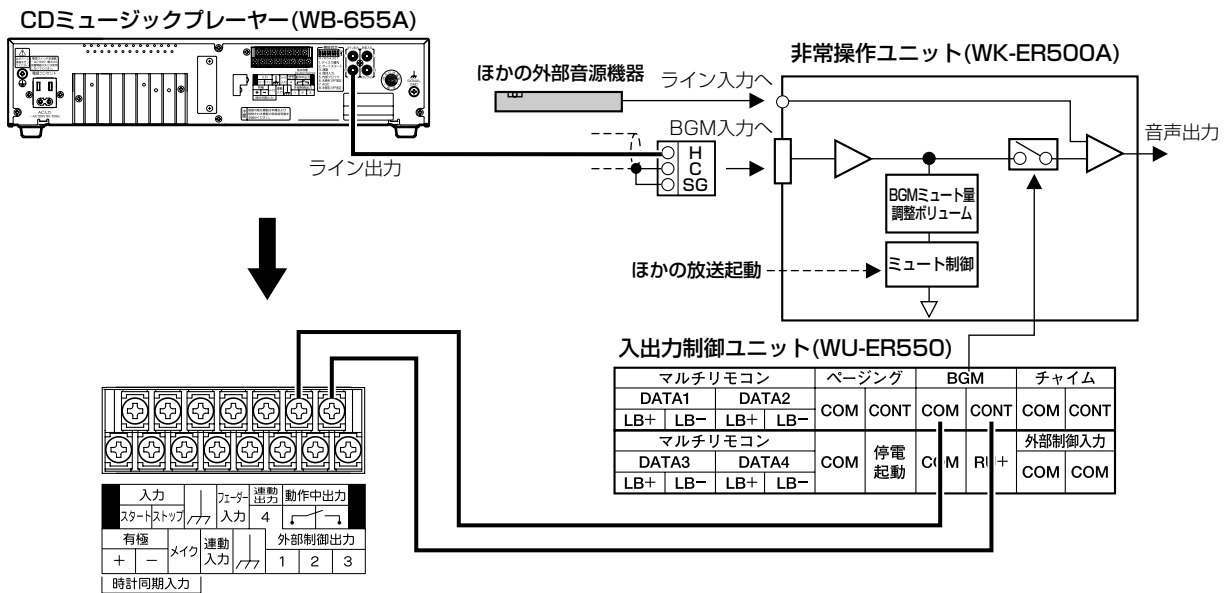 CDミュージックプレーヤー(WB-655A)
非常操作ユニット(WK-ER500A)
ほかの外部音源機器
ライン入力へ
BGM入力へ
音声出力
H
C
SG
ライン出力
BGMミュート量
調整ボリューム
ほかの放送起動
ミュート制御
入出力制御ユニット(WU-ER550)
マルチリモコン ページング BGM チャイム
DATA1 DATA2 COM CONT COM CONT COM CONT
LB+ LB− LB+ LB−
マルチリモコン 外部制御入力
DATA3 DATA4 COM 停電起動 COM COM
LB+ LB− LB+ LB−
入力 フェーダー入力 連動出力 動作中出力
スタート ストップ 4
有極 メイク 連動入力 外部制御出力
+ − 1 2 3
時計同期入力